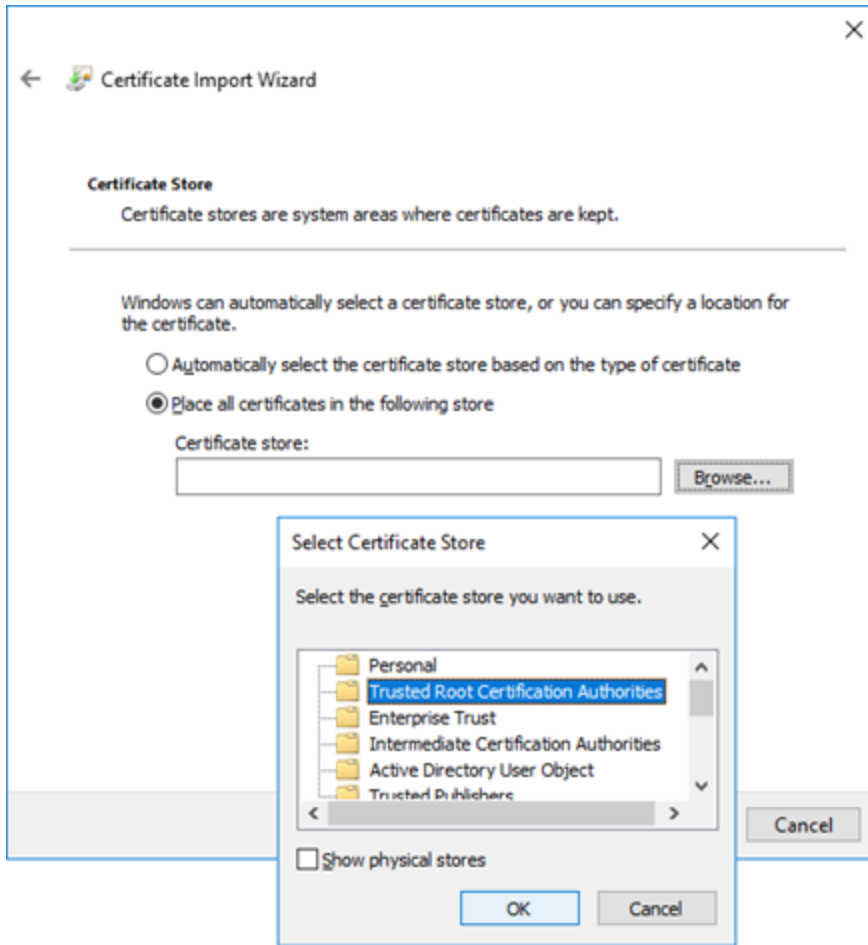 Certificate Import Wizard
Certificate Store
Certificate stores are system areas where certificates are kept.
Windows can automatically select a certificate store, or you can specify a location for
the certificate.
Automatically select the certificate store based on the type of certificate
Place all certificates in the following store
Certificate store:
Browse...
Select Certificate Store
Select the certificate store you want to use.
Personal
Trusted Root Certification Authorities
Enterprise Trust
Intermediate Certification Authorities
Active Directory User Object
Trusted Publishers
Cancel
Show physical stores
OK Cancel